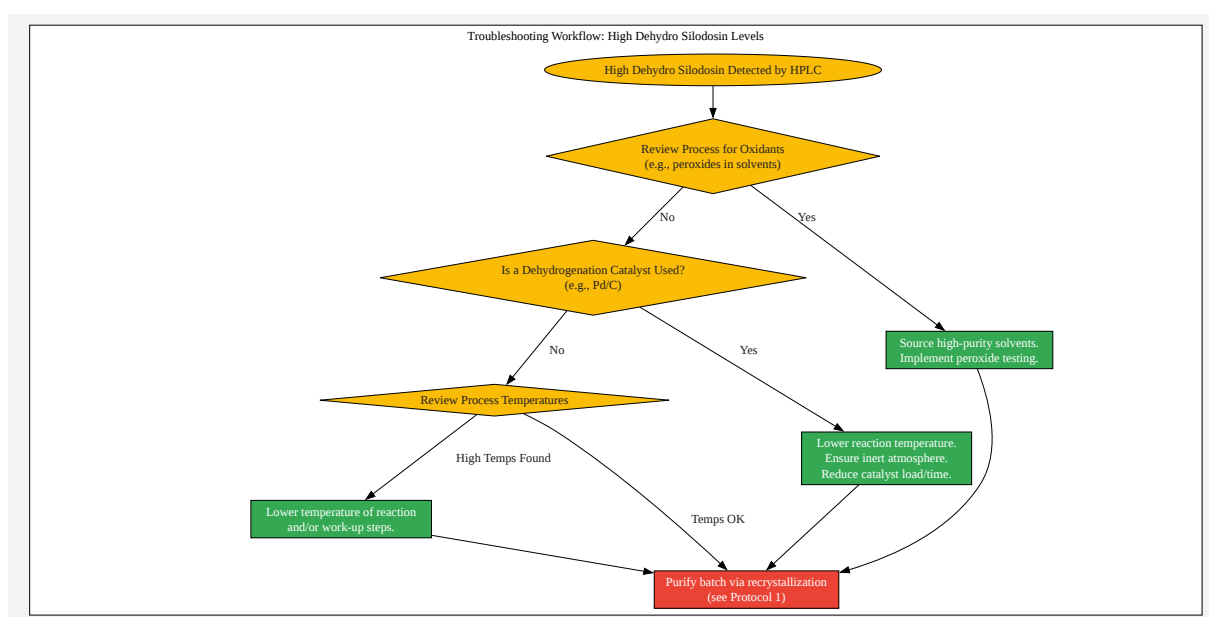 Troubleshooting Workflow: High Dehydro Silodosin Levels
High Dehydro Silodosin Detected by HPLC
Review Process for Oxidants
(e.g., peroxides in solvents)
No
Yes
Is a Dehydrogenation Catalyst Used?
(e.g., Pd/C)
No
Yes
Source high-purity solvents.
Implement peroxide testing.
Review Process Temperatures
Lower reaction temperature.
Ensure inert atmosphere.
Reduce catalyst load/time.
High Temps Found
Temps OK
Lower temperature of reaction
and/or work-up steps.
Purify batch via recrystallization
(see Protocol 1)